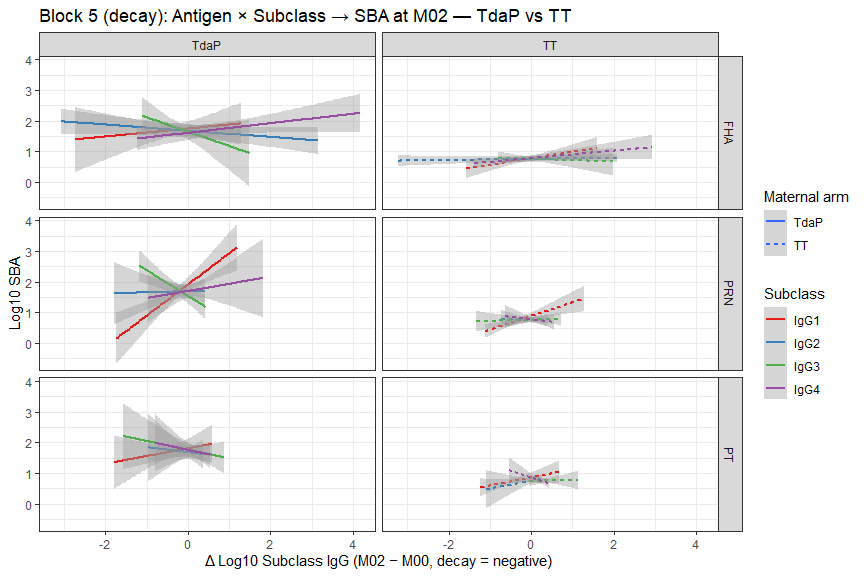 Block 5 (decay): Antigen × Subclass → SBA at M02 — TdaP vs TT
TdaP
TT
4
3
2
1
0
FHA
4
3
2
1
0
PRN
4
3
2
1
0
PT
-2
0
2
4
-2
0
2
4
Log10 SBA
Δ Log10 Subclass IgG (M02 − M00, decay = negative)
Maternal arm
TdaP
TT
Subclass
IgG1
IgG2
IgG3
IgG4